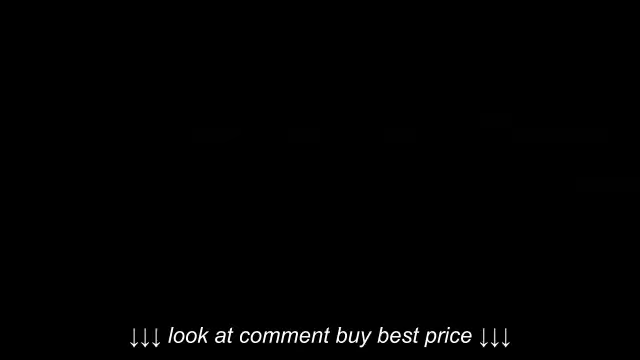 ↓↓↓ look at comment buy best price ↓↓↓